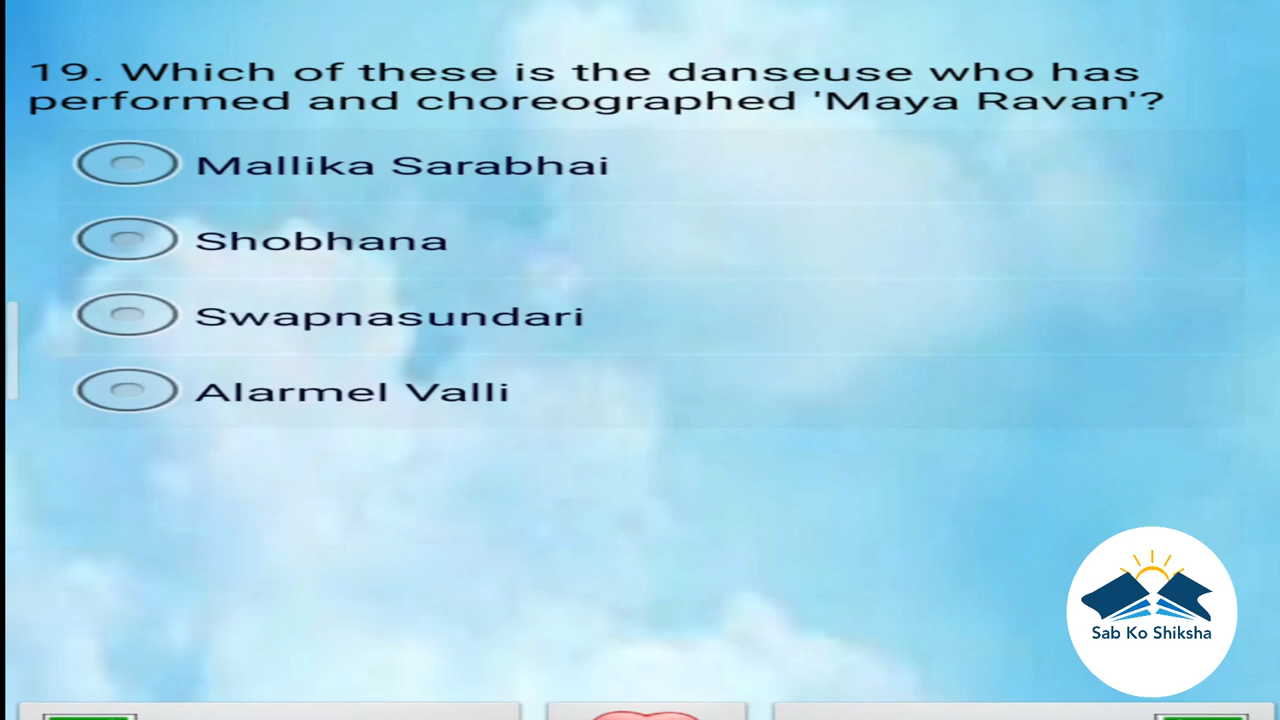 19. Which of these is the danseuse who has
performed and choreographed 'Maya Ravan'?
Mallika Sarabhai
Shobhana
Swapnasundari
Alarmel Valli
Sab Ko Shiksha